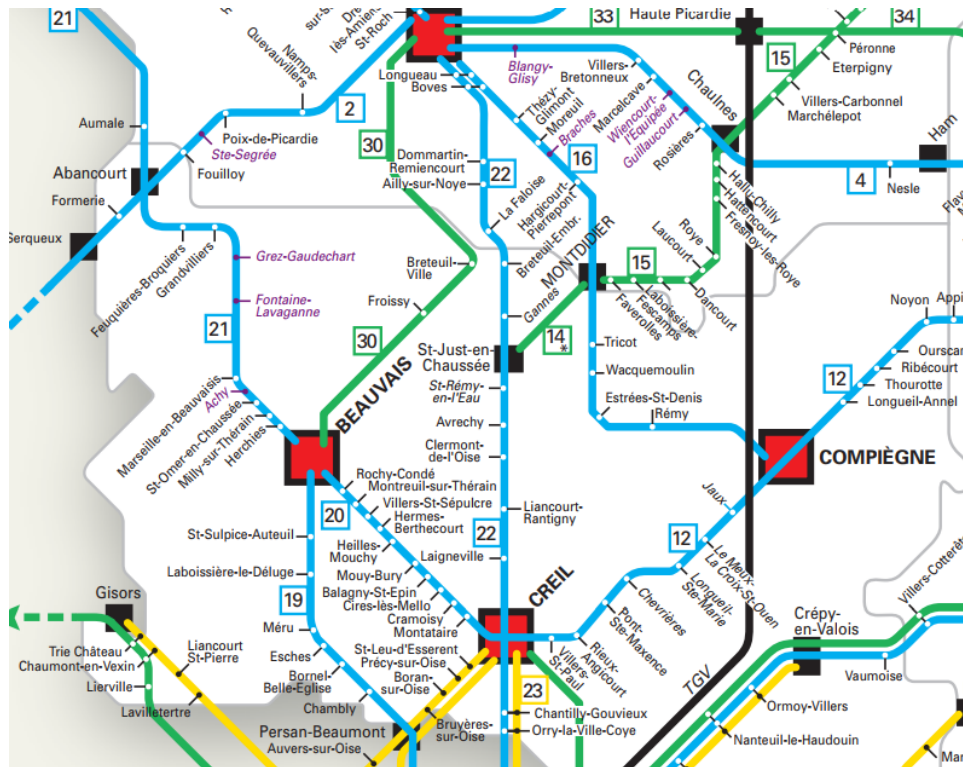 21
sur-S
lès-Amiens
St-Roch
33
Haute Picardie
34
Namps-
Quevauvillers
2
Longueau
Boves
Blangy-
Glisy
Villers-
Bretonneux
Marcelcave
Wiencourt-
l'Equipée
Guillaucourt
Rosières
Chaulnes
15
Péronne
Eterpigny
Villers-Carbonnel
Marchélepot
Ham
4
Nesle
Aumale
Poix-de-Picardie
Ste-Segrée
Fouilloy
Abancourt
Formerie
Serqueux
30
Thézy-
Glimont
Moreuil
Braches
16
Hargicourt-
Pierrepont
Dommartin-
Remiencourt
Ailly-sur-Noye
22
La Faloise
Breteuil-Embr.
Gannes
MONTDIDIER
Hallu-Chilly
Hattencourt
Fresnoy-lès-Roye
Roye
Laucourt
15
Dancourt
Laboissière-
Fescamps
Faverolles
Feuquières-Broquiers
Grandvilliers
Grez-Gaudechart
Fontaine-
Lavaganne
21
Breteuil-
Ville
Froissy
30
14*
St-Just-en-
Chaussée
Tricot
Wacquemoulin
Estrées-St-Denis
Rémy
Noyon
Appi
Ourscan
Ribécourt
Thourotte
Longueil-Annel
12
Marseille-en-Beauvaisis
Achy
St-Omer-en-Chaussée
Milly-sur-Thérain
Herchies
BEAUVAIS
St-Rémy-
en-l'Eau
Avrechy
Clermont-
de-l'Oise
Liancourt-
Rantigny
22
Laigneville
COMPIÈGNE
Jaux
12
Le Meux-
La Croix-St-Ouen
Longueil-
Ste-Marie
Chevrières
Pont-
Ste-Maxence
Rieux-
Angicourt
Villers-
St-Paul
CREIL
20
Rochy-Condé
Montreuil-sur-Thérain
Villers-St-Sépulcre
Hermes-
Berthecourt
Heilles-
Mouchy
Mouy-Bury
Balagny-St-Epin
Cires-lès-Mello
Cramoisy
Montataire
St-Sulpice-Auteuil
Laboissière-le-Déluge
19
Méru
Esches
Bornel-
Belle-Eglise
Chambly
Persan-Beaumont
Auvers-sur-Oise
St-Leu-d'Esserent
Précy-sur-Oise
Boran-
sur-Oise
Bruyères-
sur-Oise
23
Chantilly-Gouvieux
Orry-la-Ville-Coye
Gisors
Trie Château
Chaumont-en-Vexin
Lierville
Lavilletertre
Liancourt
St-Pierre
TGV
Villers-Cotterêt
Crépy-
en-Valois
Vaumoise
Ormoy-Villers
Nanteuil-le-Haudouin
Mar